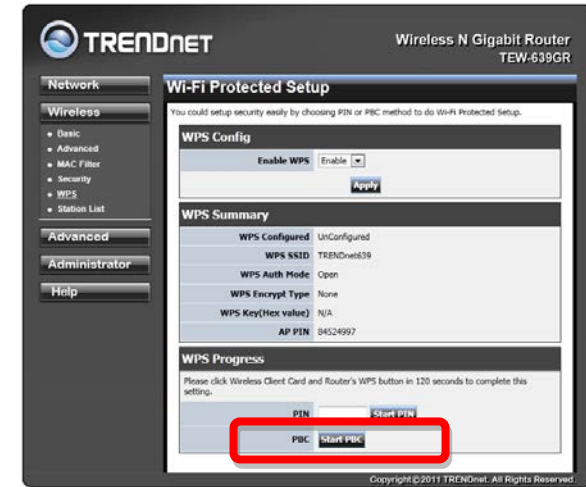 TRENDNET
Wireless N Gigabit Router
TEW-639GR
Network
Wireless
Basic
Advanced
MAC Filter
Security
WPS
Station List
Advanced
Administrator
Help
Wi-Fi Protected Setup
You could setup security easily by choosing PIN or PBC method to do Wi-Fi Protected Setup.
WPS Config
Enable WPS Enable
Apply
WPS Summary
WPS Configured UnConfigured
WPS SSID TRENDnet639
WPS Auth Mode Open
WPS Encrypt Type None
WPS Key(Hex value) N/A
AP PIN 84524997
WPS Progress
Please click Wireless Client Card and Router's WPS button in 120 seconds to complete this
setting.
PIN Start PIN
PBC Start PBC
Copyright©2011 TRENDnet. All Rights Reserved.